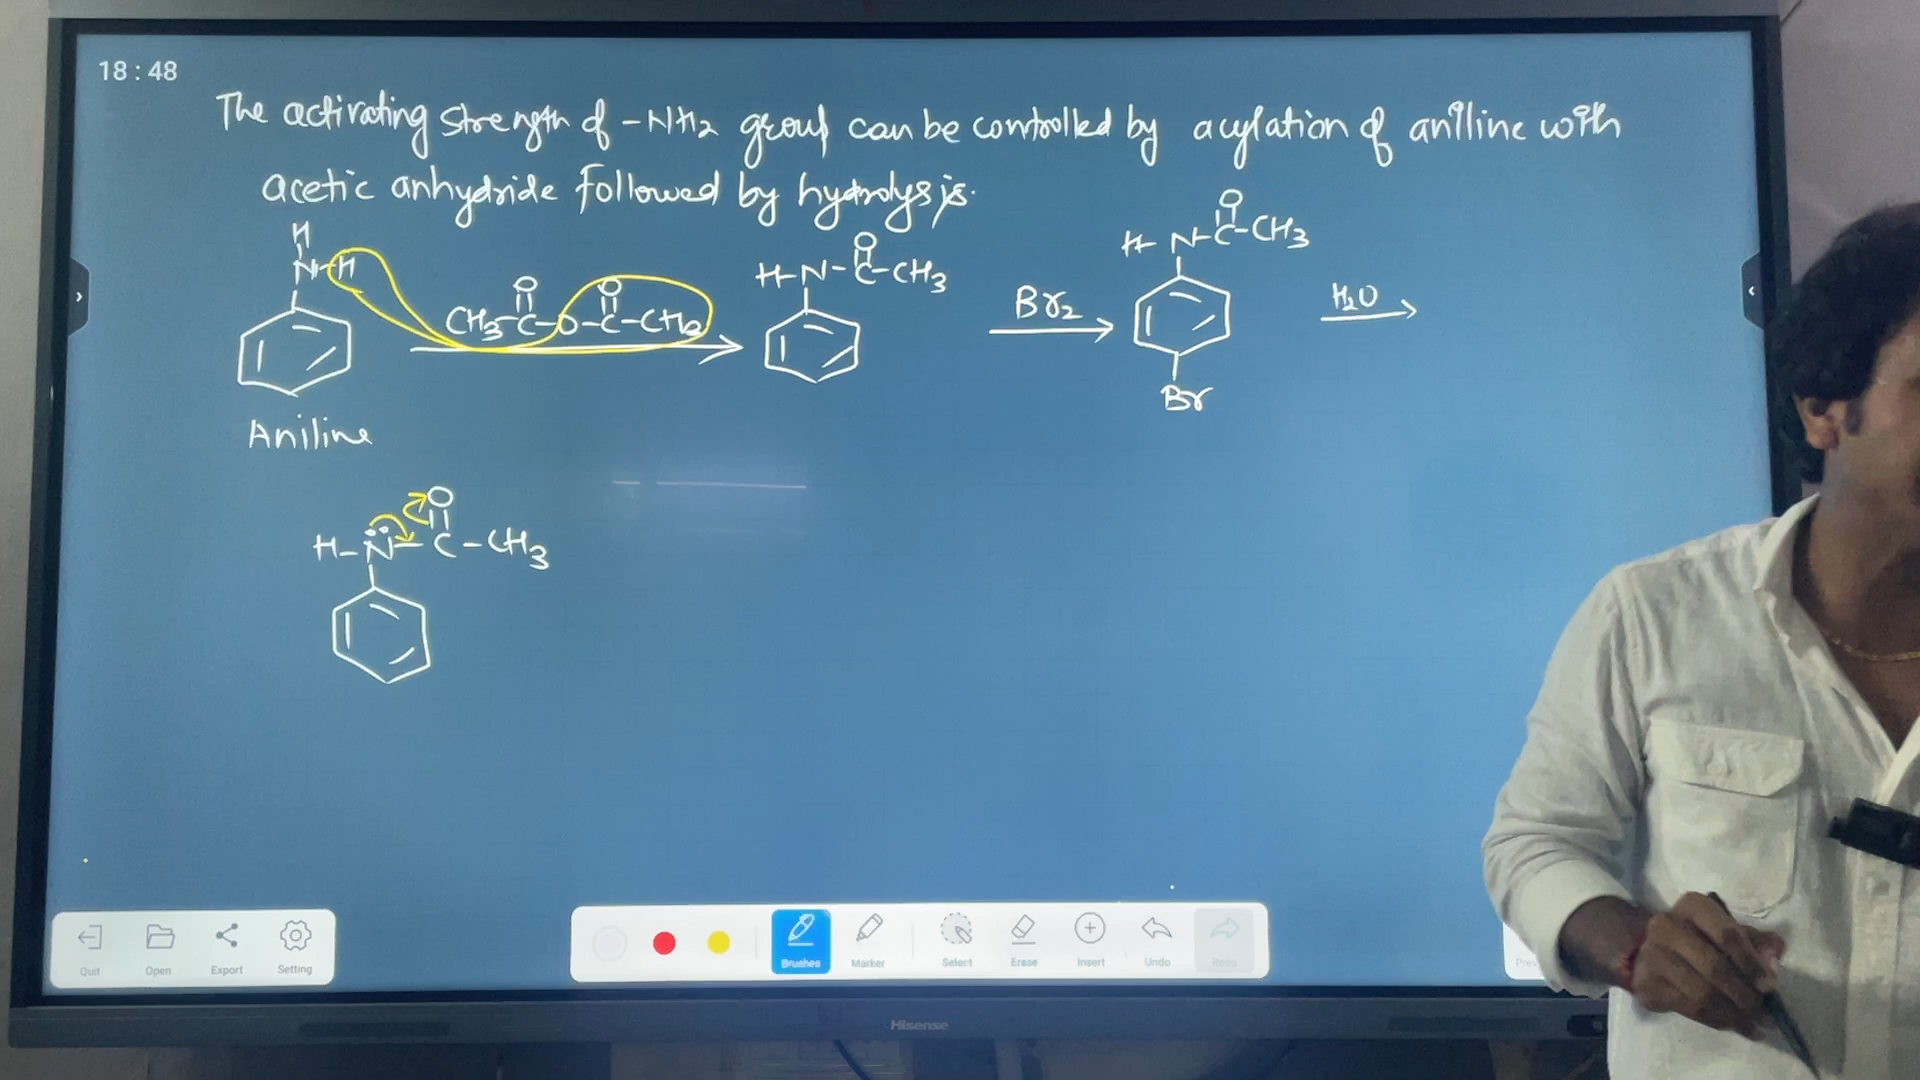 18 : 48
The activating strength of -NH2 group can be controlled by acylation of aniline with
acetic anhydride followed by hydrolysis.
H
N-H
O
CH3-C-O-C-CH3
O
H-N-C-CH3
Br2
O
H-N-C-CH3
Br
H2O
Aniline
O
H-N-C-CH3
Quit
Open
Export
Setting
Brushes
Marker
Select
Erase
Insert
Undo
Hisense